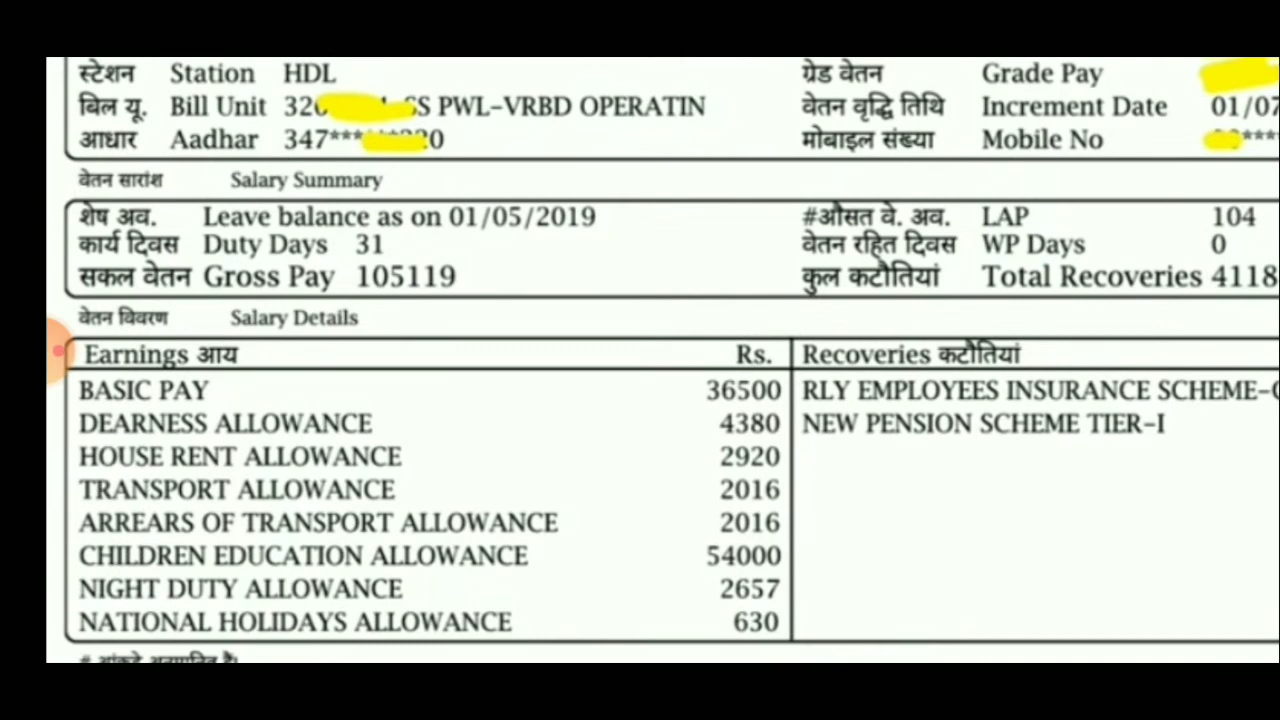 स्टेशन Station HDL ग्रेड वेतन Grade Pay
बिल यू. Bill Unit SS PWL-VRBD OPERATIN वेतन वृद्धि तिथि Increment Date 01/07
आधार Aadhar मोबाइल संख्या Mobile No
वेतन सारांश Salary Summary
शेष अव. Leave balance as on 01/05/2019 #औसत वे. अव. LAP 104
कार्य दिवस Duty Days 31 वेतन रहित दिवस WP Days 0
सकल वेतन Gross Pay 105119 कुल कटौतियां Total Recoveries 4118
वेतन विवरण Salary Details
Earnings आय Rs. Recoveries कटौतियां
BASIC PAY 36500 RLY EMPLOYEES INSURANCE SCHEME-
DEARNESS ALLOWANCE 4380 NEW PENSION SCHEME TIER-I
HOUSE RENT ALLOWANCE 2920
TRANSPORT ALLOWANCE 2016
ARREARS OF TRANSPORT ALLOWANCE 2016
CHILDREN EDUCATION ALLOWANCE 54000
NIGHT DUTY ALLOWANCE 2657
NATIONAL HOLIDAYS ALLOWANCE 630